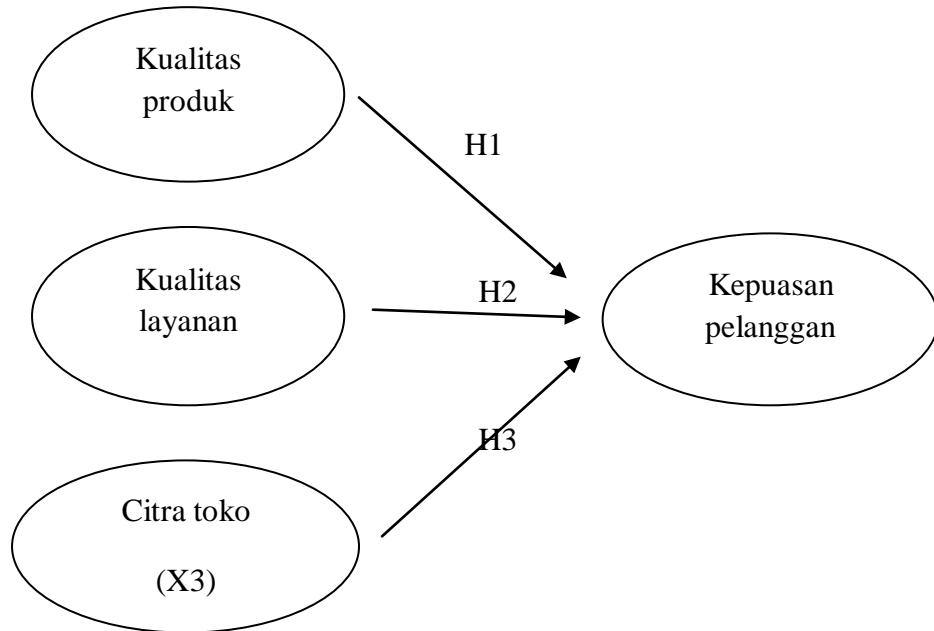 Kualitas
produk
H1
Kualitas
layanan
H2
Kepuasan
pelanggan
H3
Citra toko
(X3)